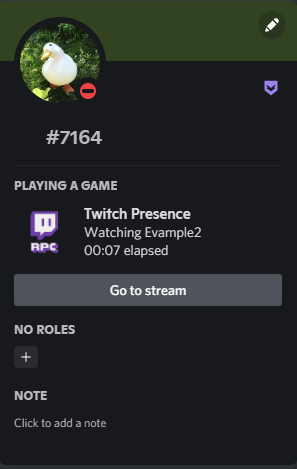 #7164
PLAYING A GAME
RPC
Twitch Presence
Watching Evample2
00:07 elapsed
Go to stream
NO ROLES
+
NOTE
Click to add a note